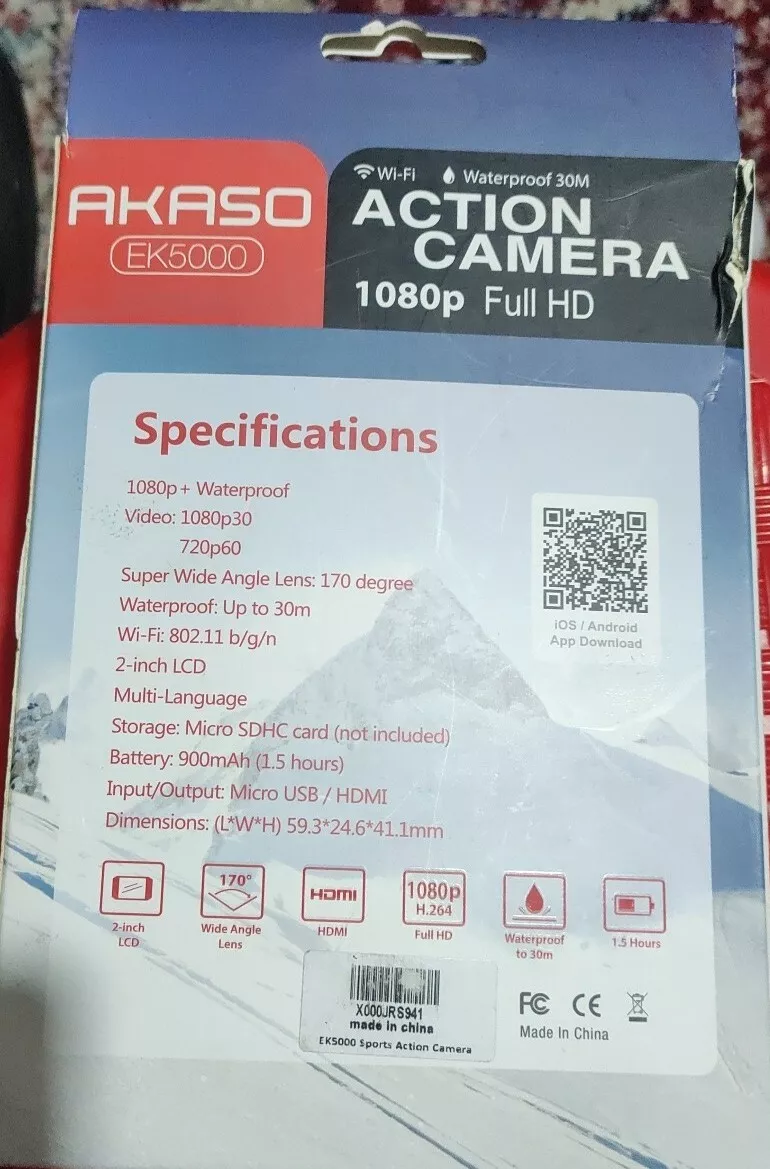 Wi-Fi Waterproof 30M
AKASO
EK5000
ACTION
CAMERA
1080p Full HD
Specifications
1080p+ Waterproof
Video: 1080p30
720p60
Super Wide Angle Lens: 170 degree
Waterproof: Up to 30m
Wi-Fi: 802.11 b/g/n
2-inch LCD
Multi-Language
Storage: Micro SDHC card (not included)
Battery: 900mAh (1.5 hours)
Input/Output: Micro USB / HDMI
Dimensions: (L*W*H) 59.3*24.6*41.1mm
iOS / Android
App Download
2-inch
LCD
170°
Wide Angle
Lens
HDMI
HDMI
1080p
H.264
Full HD
Waterproof
to 30m
1.5 Hours
X000JRS941
made in china
EK5000 Sports Action Camera
FC CE
Made In China